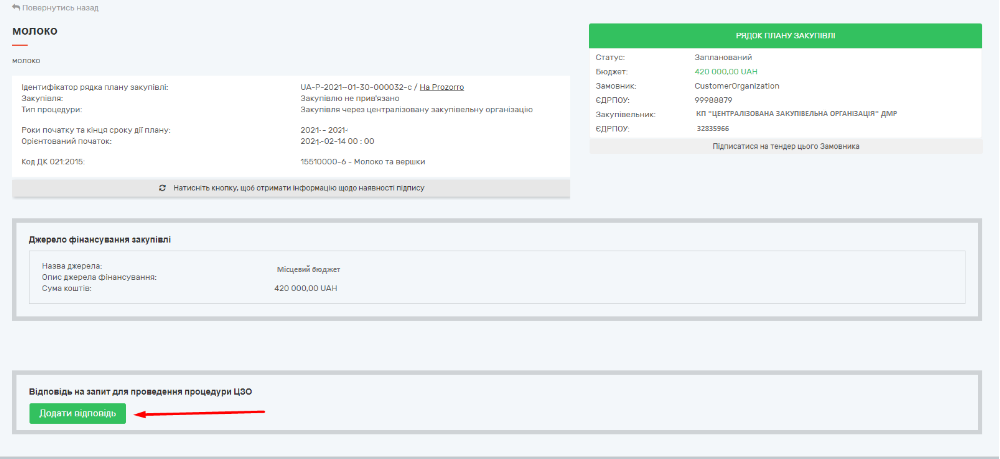 Повернутись назад
молоко
молоко
Ідентифікатор рядка плану закупівлі: UA-P-2021-01-30-000032-c / На Prozorro
Закупівля: Закупівлю не прив'язано
Тип процедури: Закупівля через централізовану закупівельну організацію
Роки початку та кінця сроку дії плану: 2021- - 2021-
Орієнтований початок: 2021-02-14 00 : 00
Код ДК 021:2015: 15510000-6 - Молоко та вершки
Натисніть кнопку, щоб отримати інформацію щодо наявності підпису
РЯДОК ПЛАНУ ЗАКУПІВЛІ
Статус: Запланований
Бюджет: 420 000,00 UAH
Замовник: CustomerOrganization
ЄДРПОУ: 99988879
Закупівельник: КП "ЦЕНТРАЛІЗОВАНА ЗАКУПІВЕЛЬНА ОРГАНІЗАЦІЯ" ДМР
ЄДРПОУ: 32835966
Підписатися на тендер цього Замовника
Джерело фінансування закупівлі
Назва джерела: Місцевий бюджет
Опис джерела фінансування:
Сума коштів: 420 000,00 UAH
Відповідь на запит для проведення процедури ЦЗО
Додати відповідь